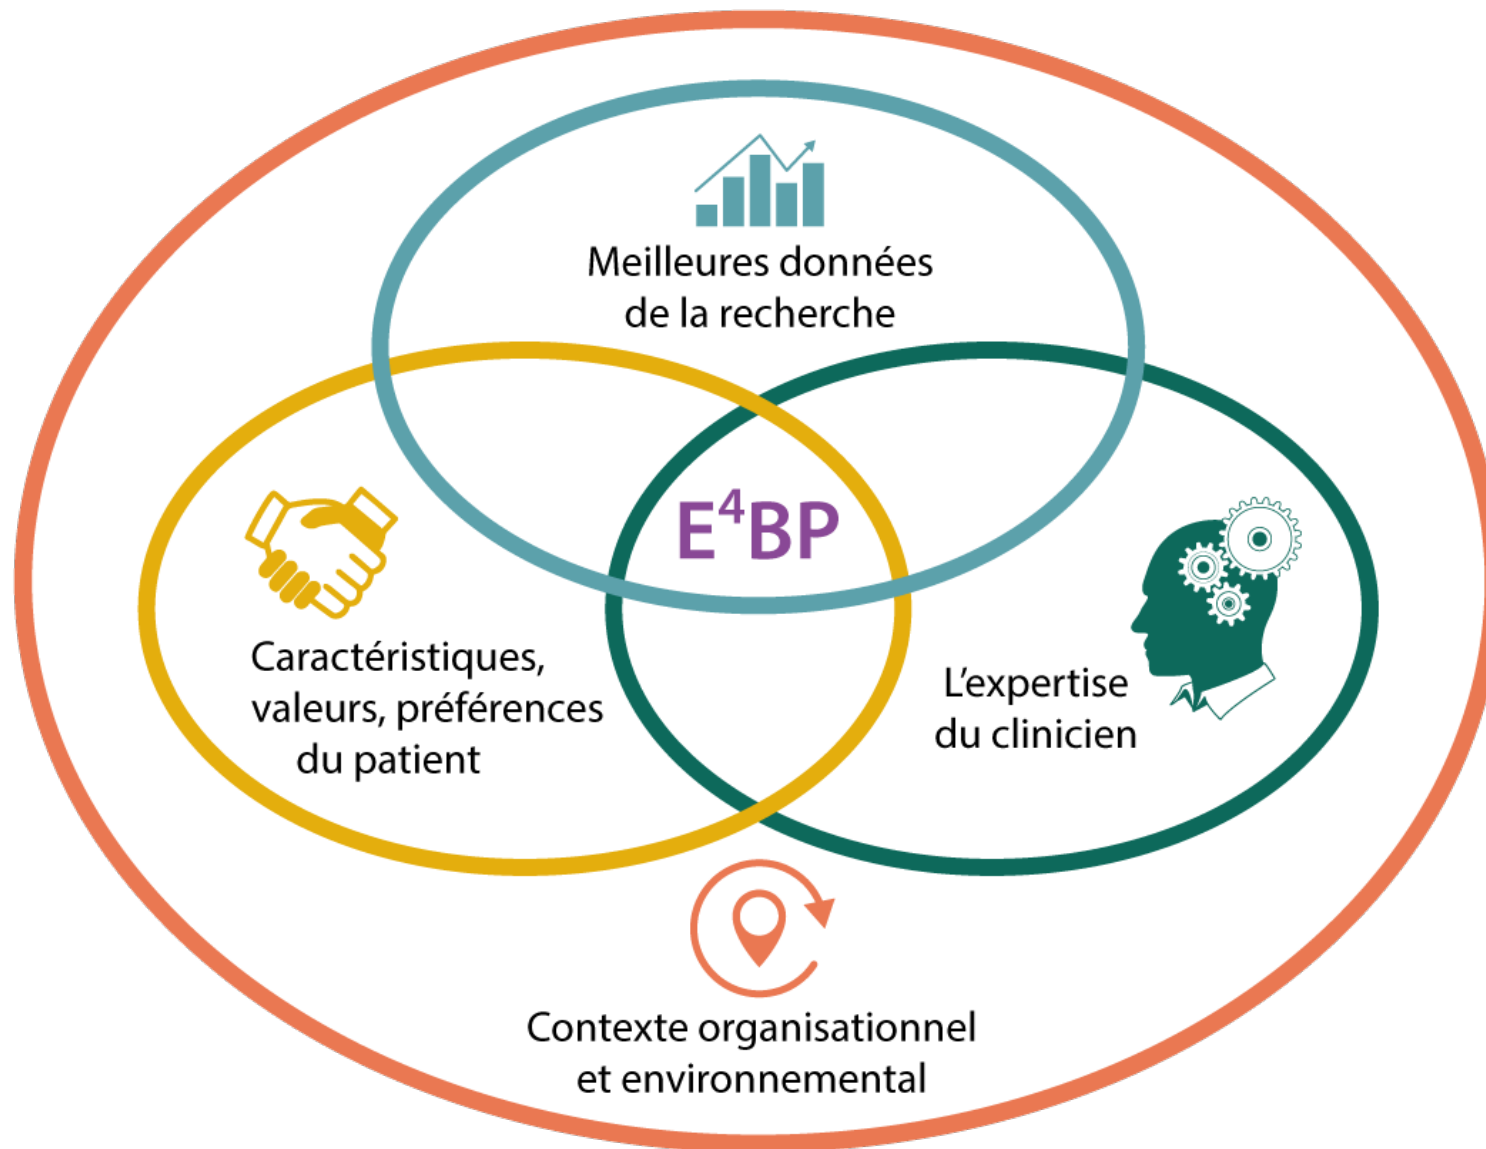 Meilleures données
de la recherche
E⁴BP
Caractéristiques,
valeurs, préférences
du patient
L'expertise
du clinicien
Contexte organisationnel
et environnemental